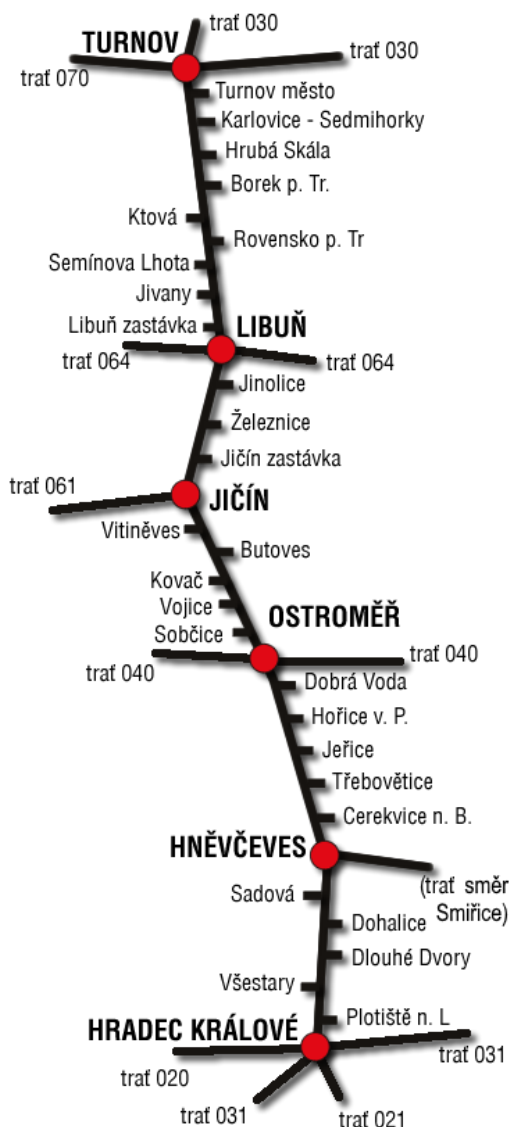 trať 030
TURNOV
trať 030
trať 070
Turnov město
Karlovice - Sedmihorky
Hrubá Skála
Borek p. Tr.
Ktová
Rovensko p. Tr
Semínova Lhota
Jivany
Libuň zastávka
LIBUŇ
trať 064
trať 064
Jinolice
Železnice
Jičín zastávka
trať 061
JIČÍN
Vitiněves
Butoves
Kovač
Vojice
OSTROMĚŘ
Sobčice
trať 040
trať 040
Dobrá Voda
Hořice v. P.
Jeřice
Třebovětice
Cerekvice n. B.
HNĚVČEVES
(trať směr
Smiřice)
Sadová
Dohalice
Dlouhé Dvory
Všestary
Plotiště n. L
HRADEC KRÁLOVÉ
trať 031
trať 020
trať 031
trať 021